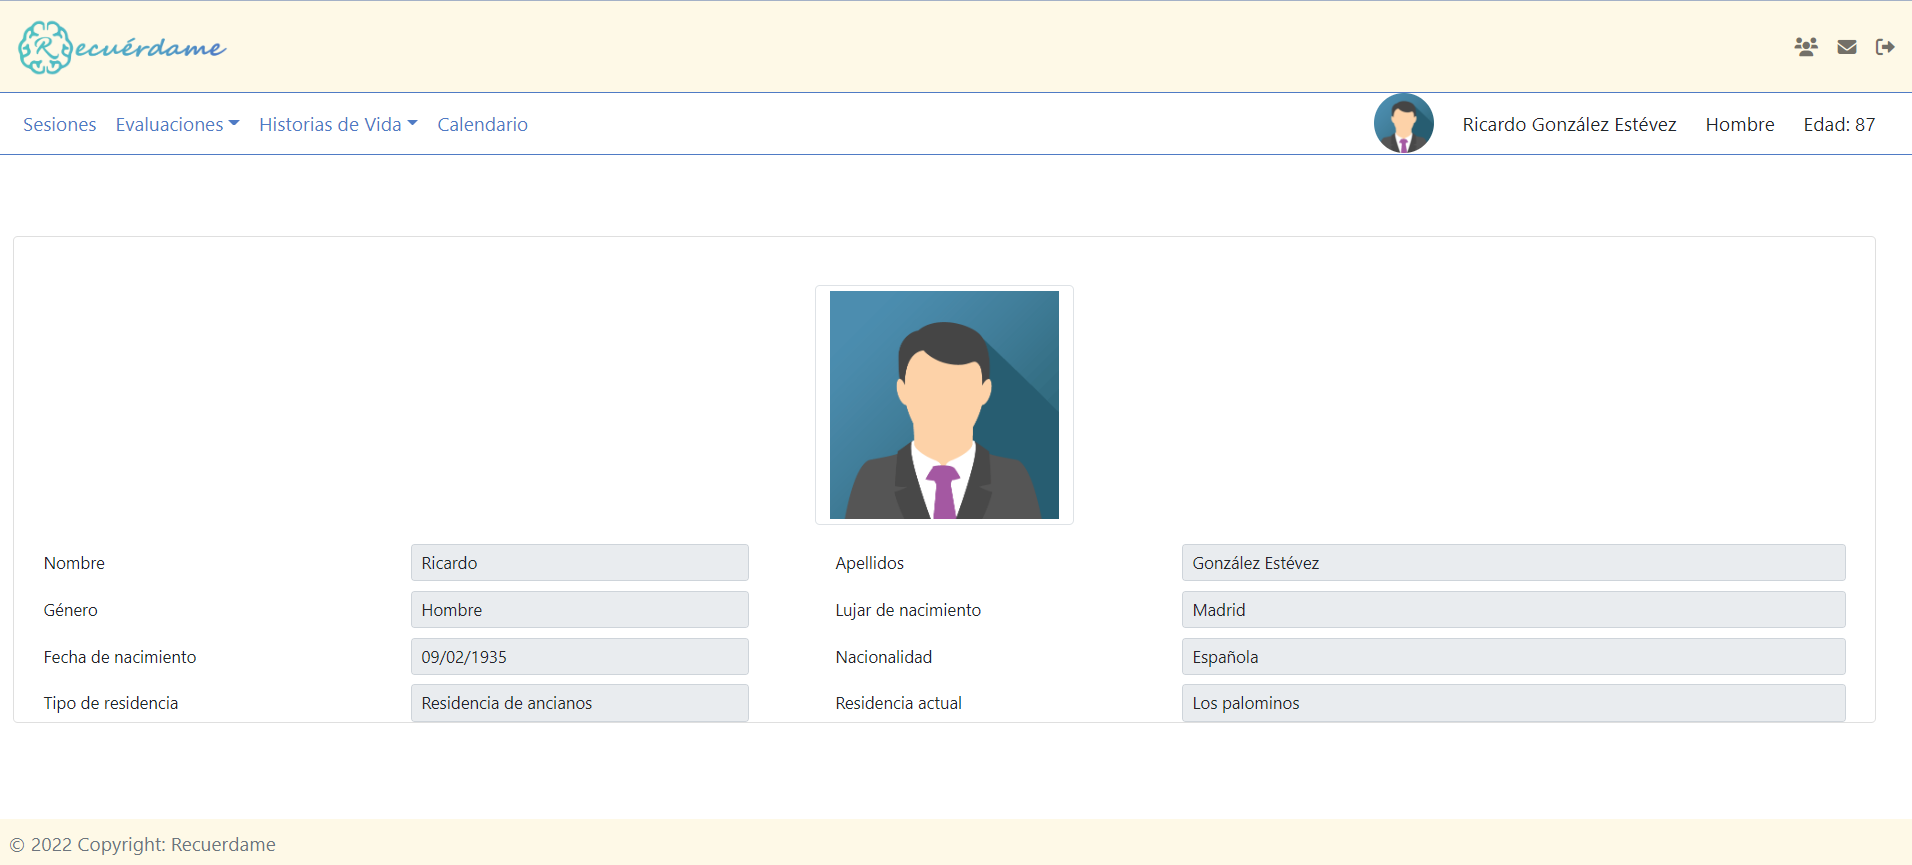 Recuérdame
Sesiones Evaluaciones Historias de Vida Calendario Ricardo González Estévez Hombre Edad: 87
Nombre Ricardo Apellidos González Estévez
Género Hombre Lujar de nacimiento Madrid
Fecha de nacimiento 09/02/1935 Nacionalidad Española
Tipo de residencia Residencia de ancianos Residencia actual Los palominos
© 2022 Copyright: Recuerdame